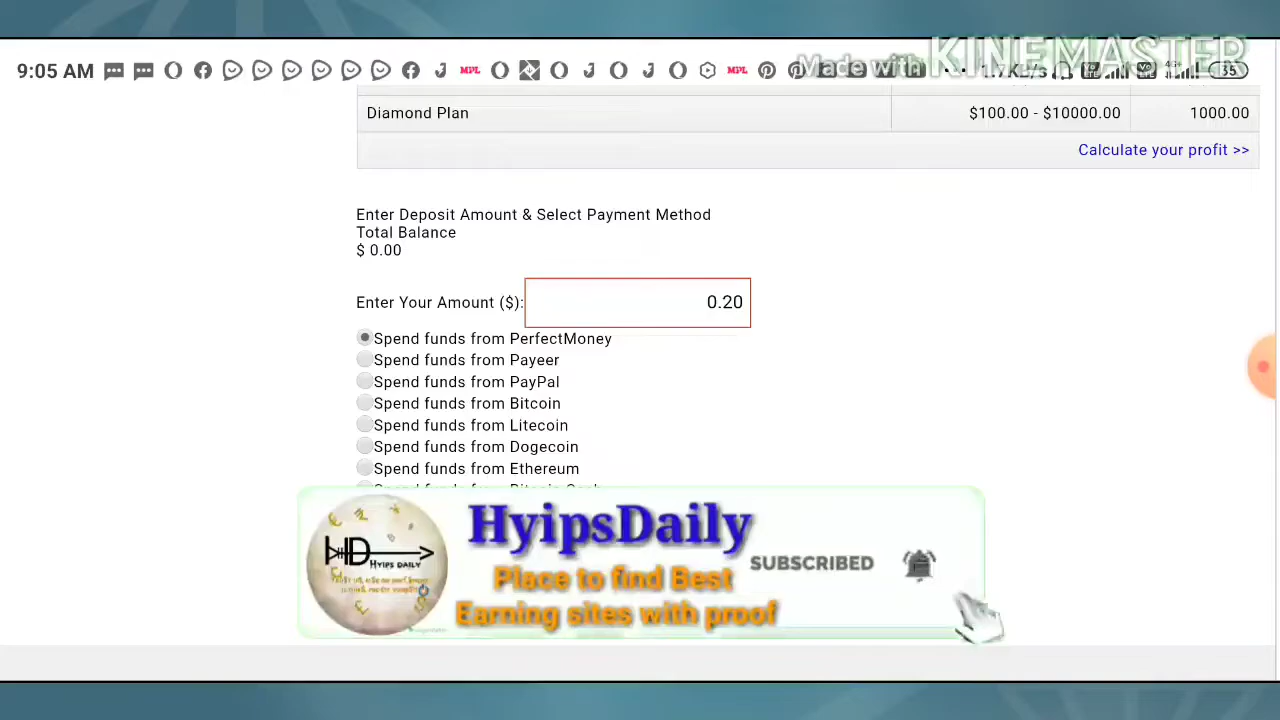 Made with KINEMASTER
9:05 AM
Diamond Plan $100.00 - $10000.00 1000.00
Calculate your profit >>
Enter Deposit Amount & Select Payment Method
Total Balance
$ 0.00
Enter Your Amount ($): 0.20
Spend funds from PerfectMoney
Spend funds from Payeer
Spend funds from PayPal
Spend funds from Bitcoin
Spend funds from Litecoin
Spend funds from Dogecoin
Spend funds from Ethereum
HyipsDaily
SUBSCRIBED
Place to find Best
Earning sites with proof
HD
HYIPS DAILY